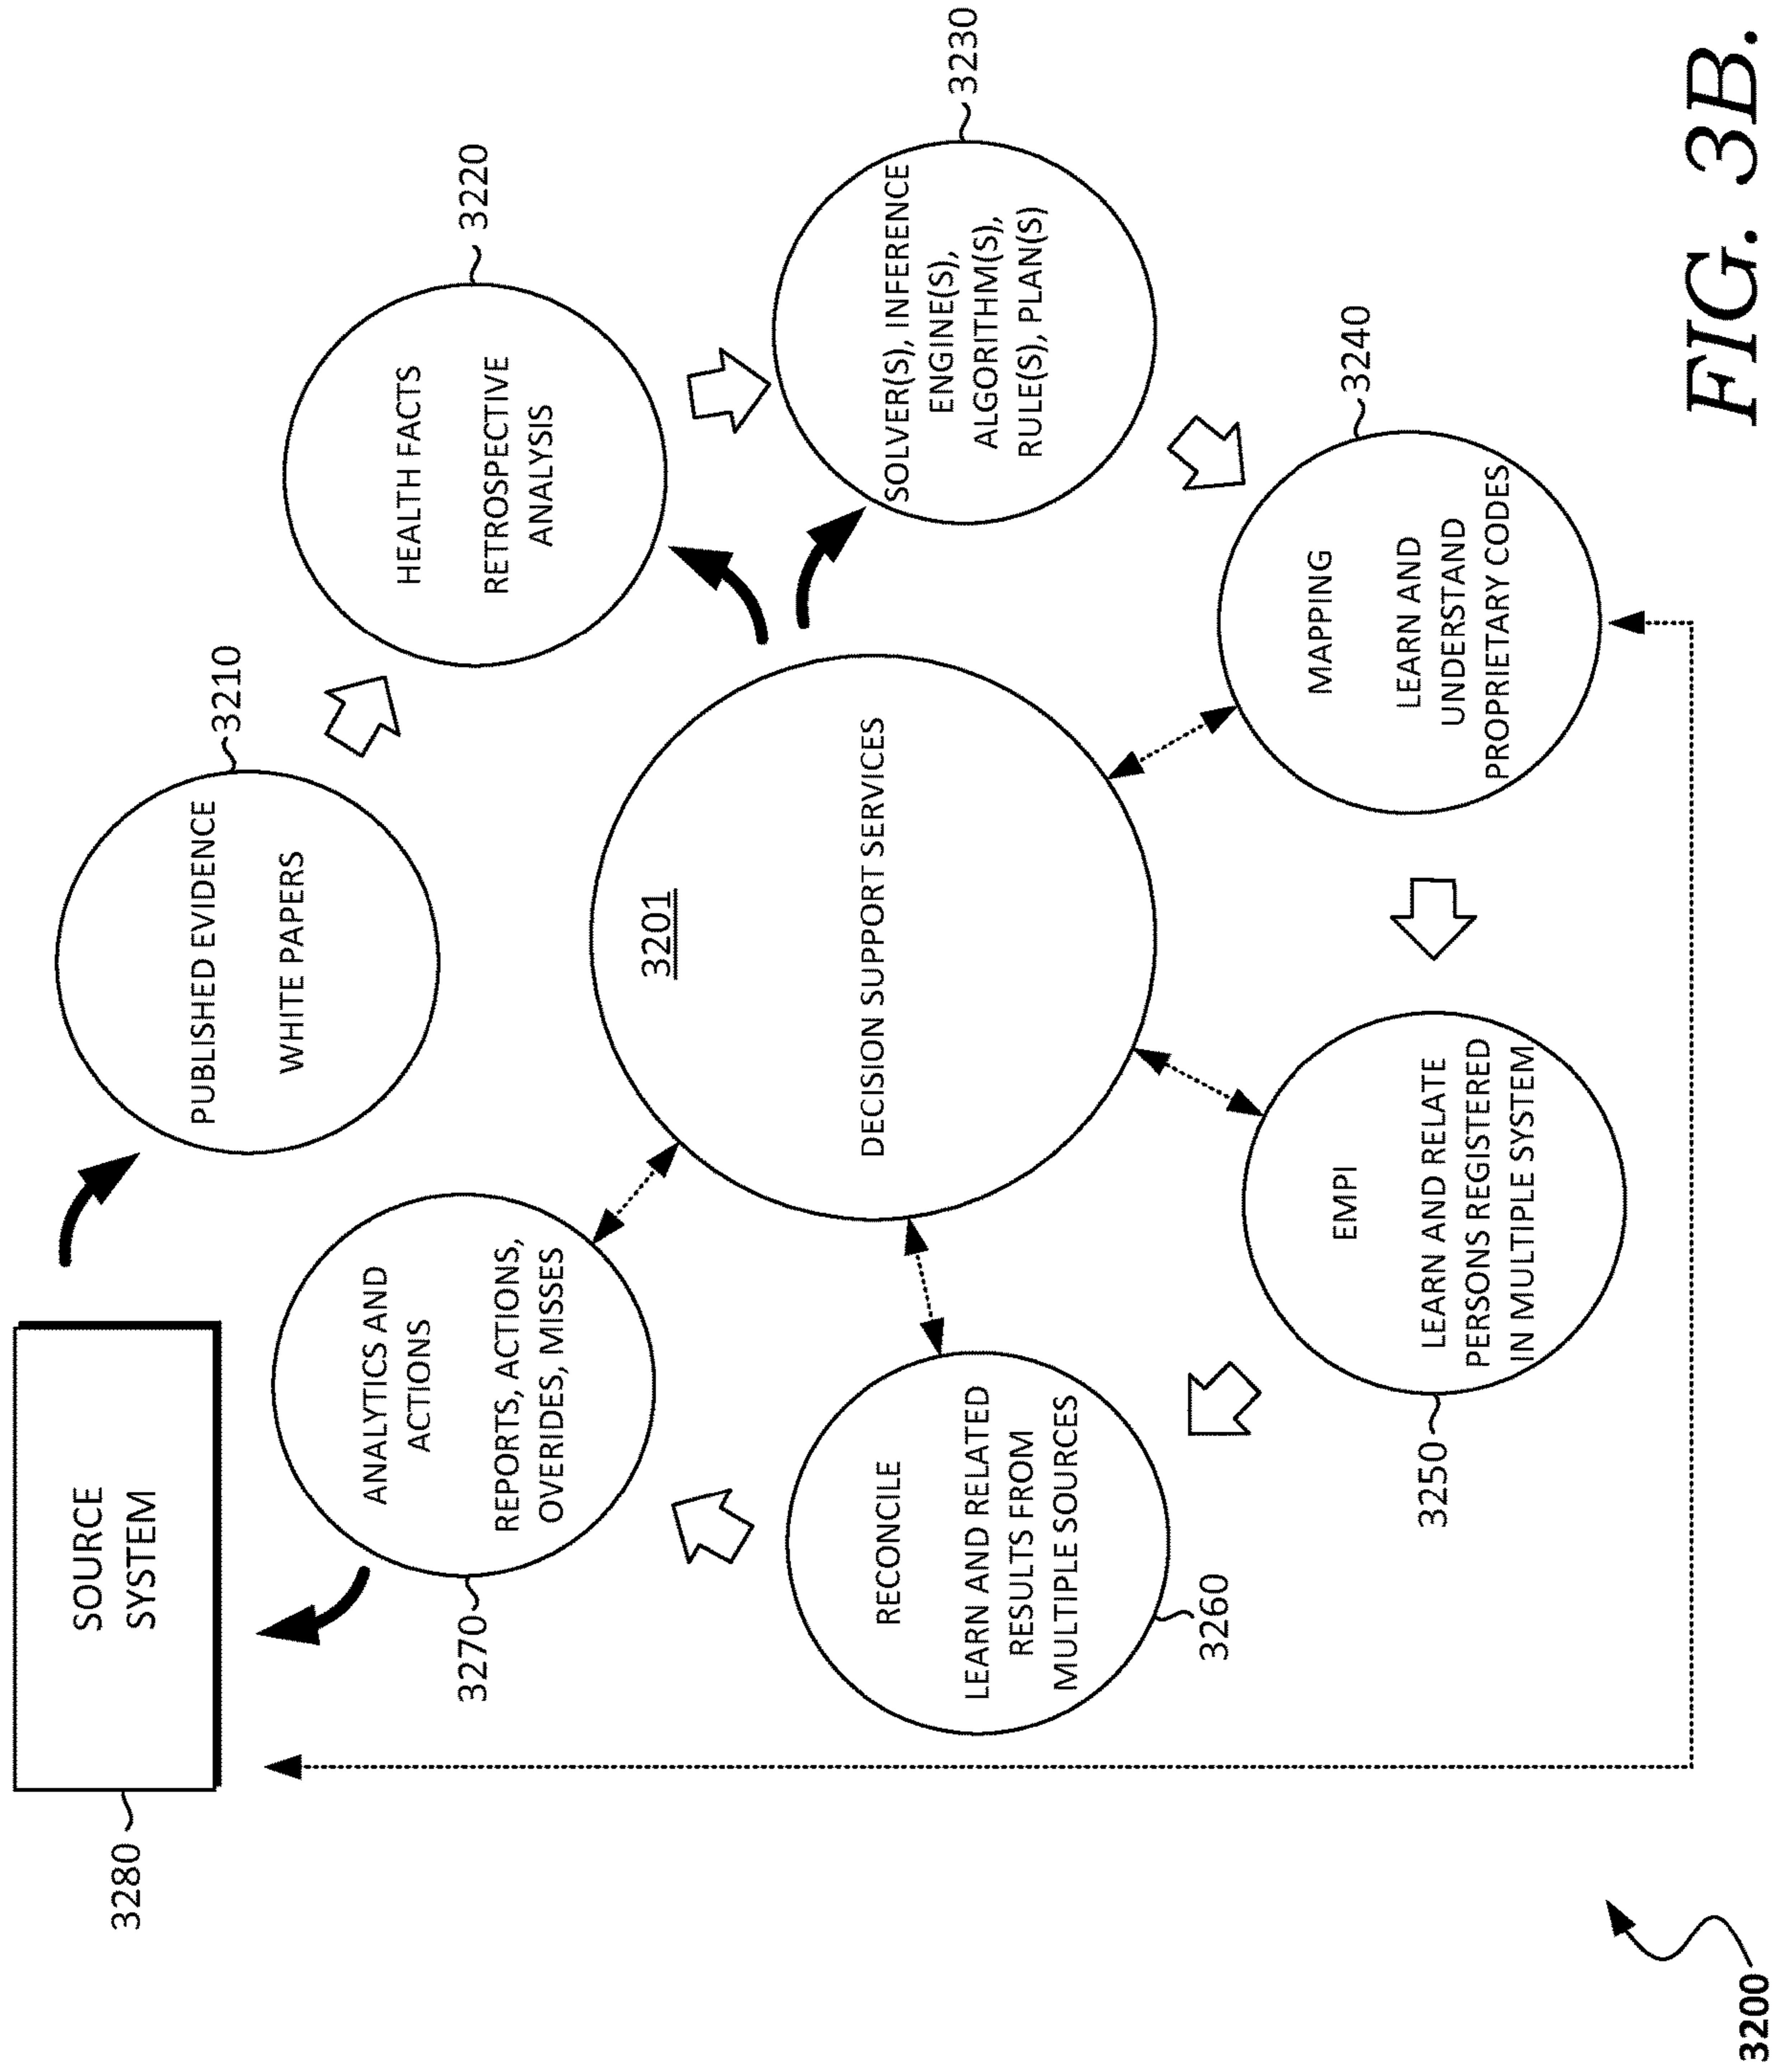 3280
SOURCE
SYSTEM
3210
PUBLISHED EVIDENCE
WHITE PAPERS
3220
HEALTH FACTS
RETROSPECTIVE
ANALYSIS
3230
SOLVER(S), INFERENCE
ENGINE(S),
ALGORITHM(S),
RULE(S), PLAN(S)
3240
MAPPING
LEARN AND
UNDERSTAND
PROPRIETARY CODES
3250
EMPI
LEARN AND RELATE
PERSONS REGISTERED
IN MULTIPLE SYSTEM
3260
RECONCILE
LEARN AND RELATED
RESULTS FROM
MULTIPLE SOURCES
3270
ANALYTICS AND
ACTIONS
REPORTS, ACTIONS,
OVERIDES, MISSES
3201
DECISION SUPPORT SERVICES
3200
FIG. 3B.